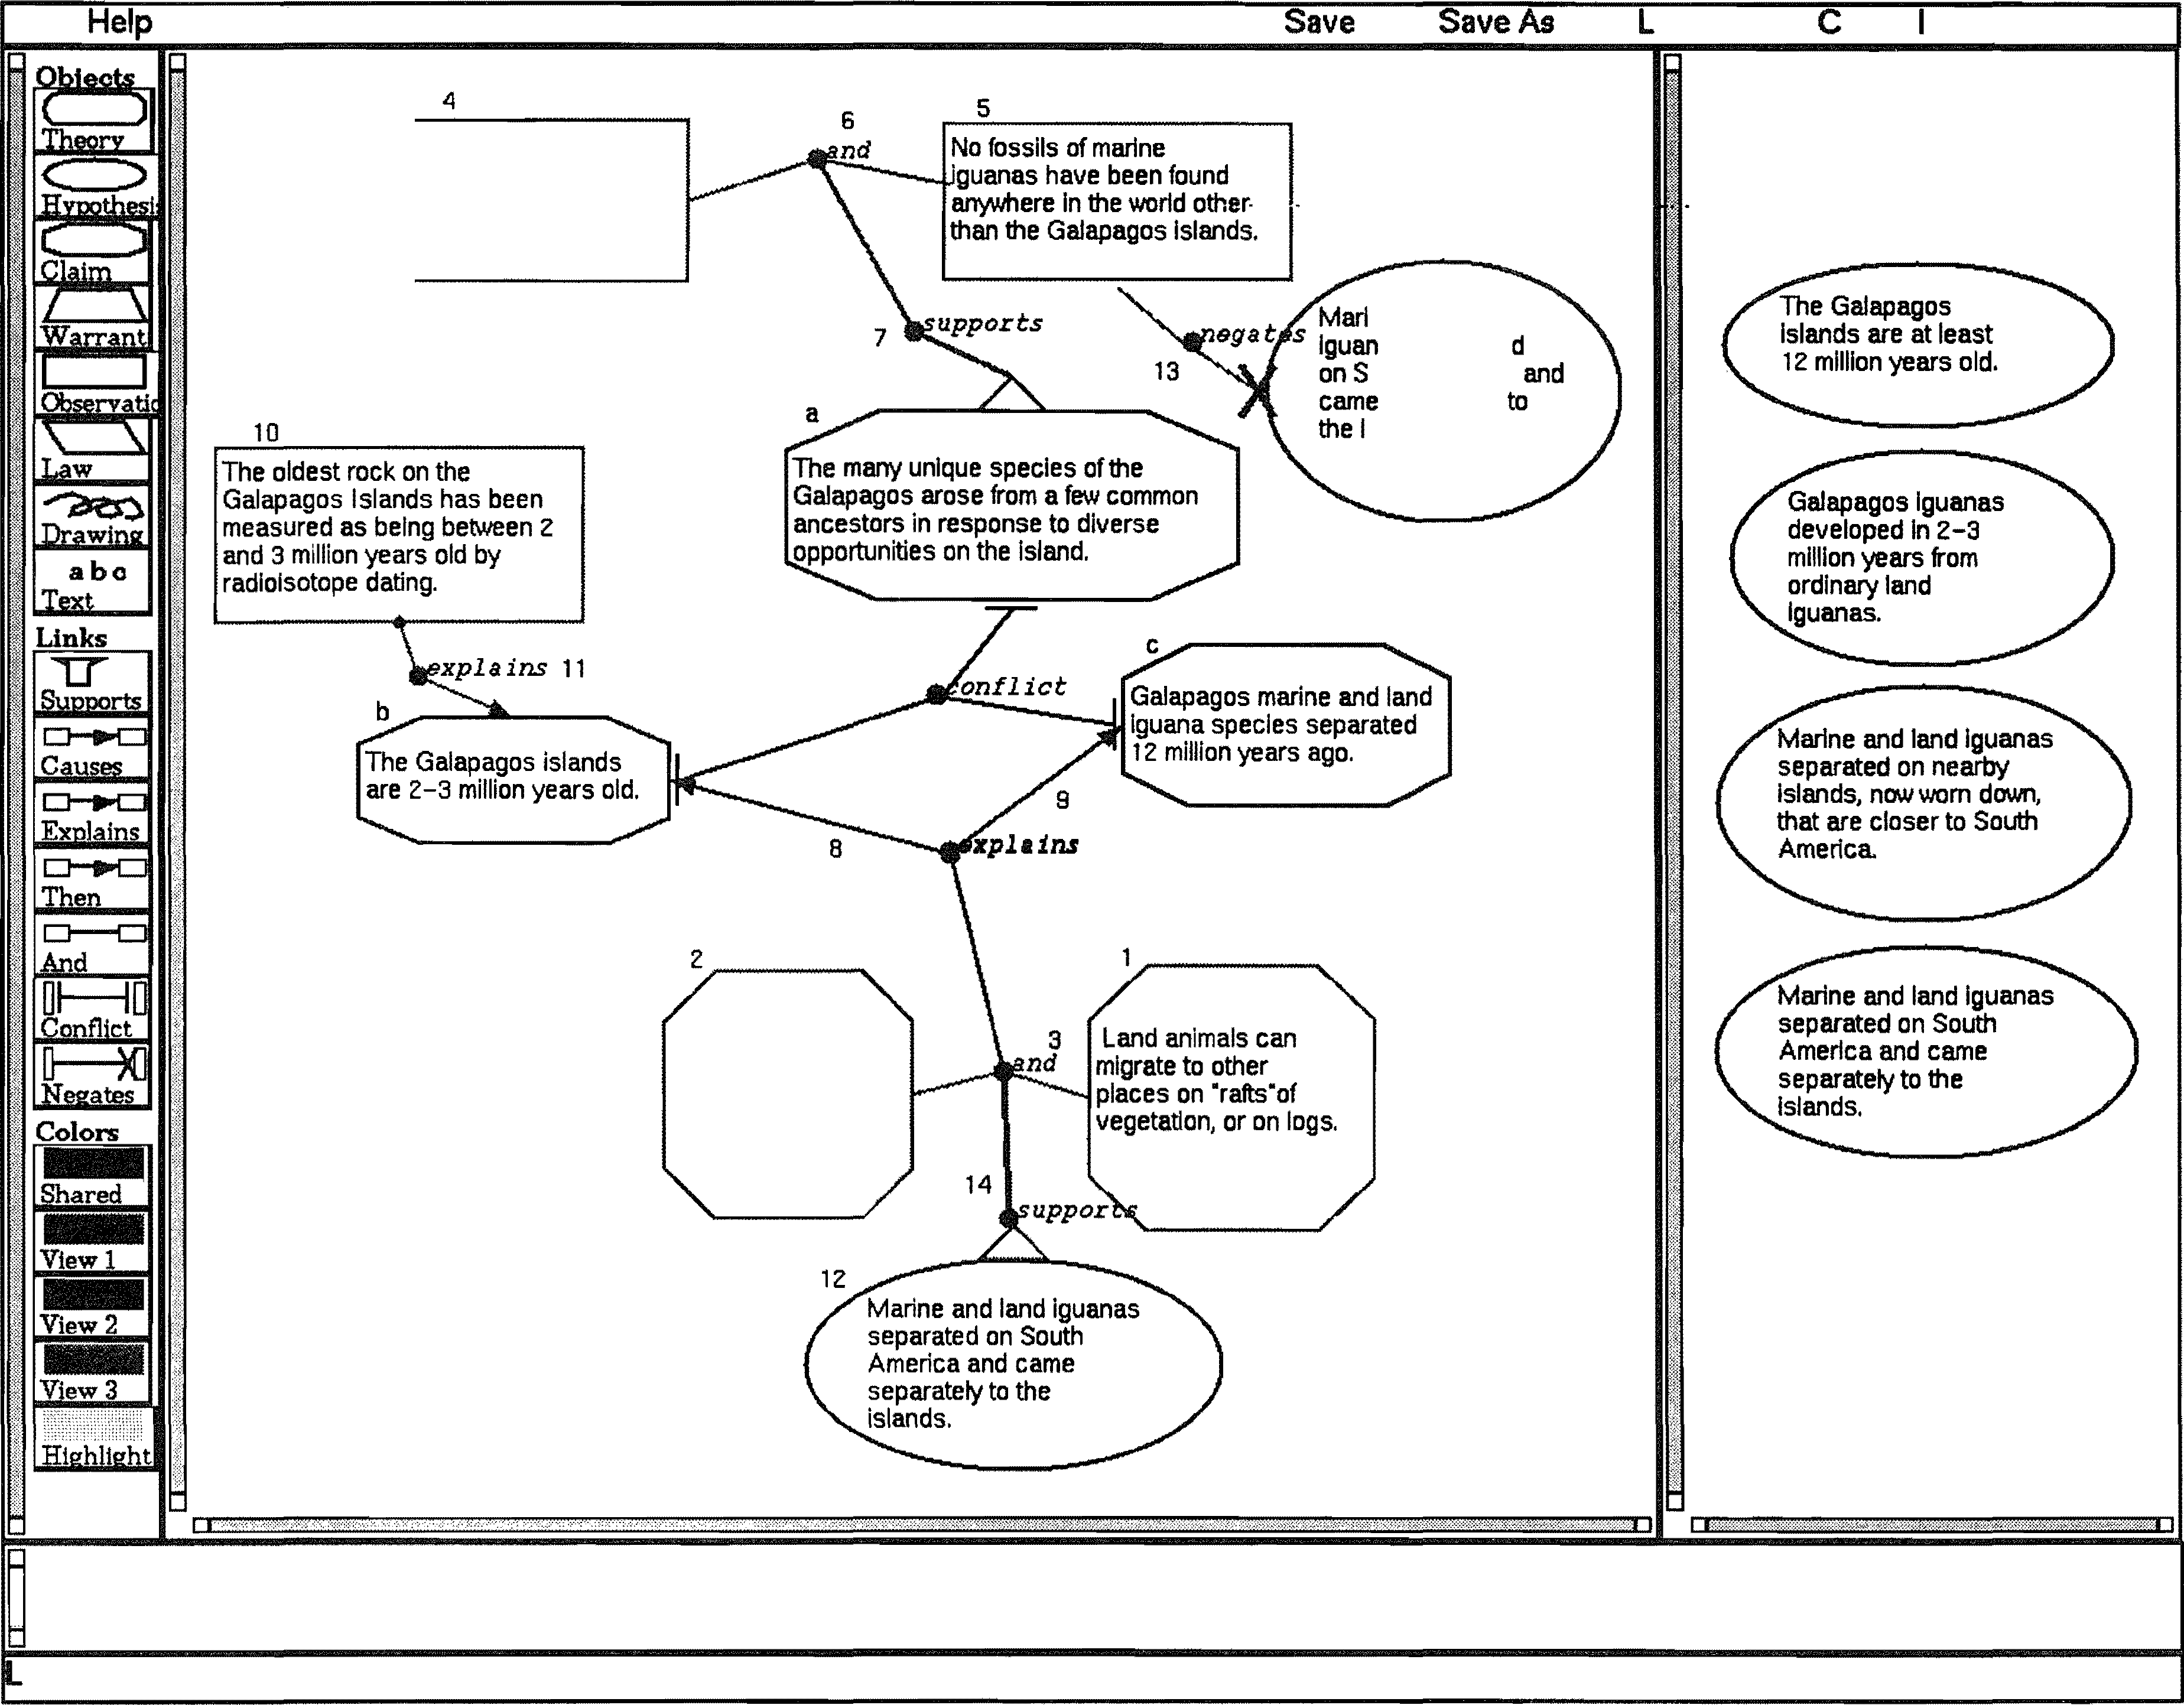 Help
Save
Save As
L
C
I
Objects
Theory
Hypothesi
Claim
Warrant
Observatio
Law
Drawing
a b c
Text
Links
Supports
Causes
Explains
Then
And
Conflict
Negates
Colors
Shared
View 1
View 2
View 3
Highlight
4
6
and
5
No fossils of marine
iguanas have been found
anywhere in the world other
than the Galapagos islands.
7
supports
negates
13
Mari
iguan d
on S and
came to
the I
a
The many unique species of the
Galapagos arose from a few common
ancestors in response to diverse
opportunities on the island.
10
The oldest rock on the
Galapagos Islands has been
measured as being between 2
and 3 million years old by
radioisotope dating.
explains 11
b
The Galapagos islands
are 2-3 million years old.
conflict
c
Galapagos marine and land
iguana species separated
12 million years ago.
9
8
explains
2
1
Land animals can
migrate to other
places on "rafts"of
vegetation, or on logs.
3
and
14
supports
12
Marine and land iguanas
separated on South
America and came
separately to the
islands.
The Galapagos
islands are at least
12 million years old.
Galapagos iguanas
developed in 2-3
million years from
ordinary land
iguanas.
Marine and land iguanas
separated on nearby
islands, now worn down,
that are closer to South
America.
Marine and land iguanas
separated on South
America and came
separately to the
islands.
L